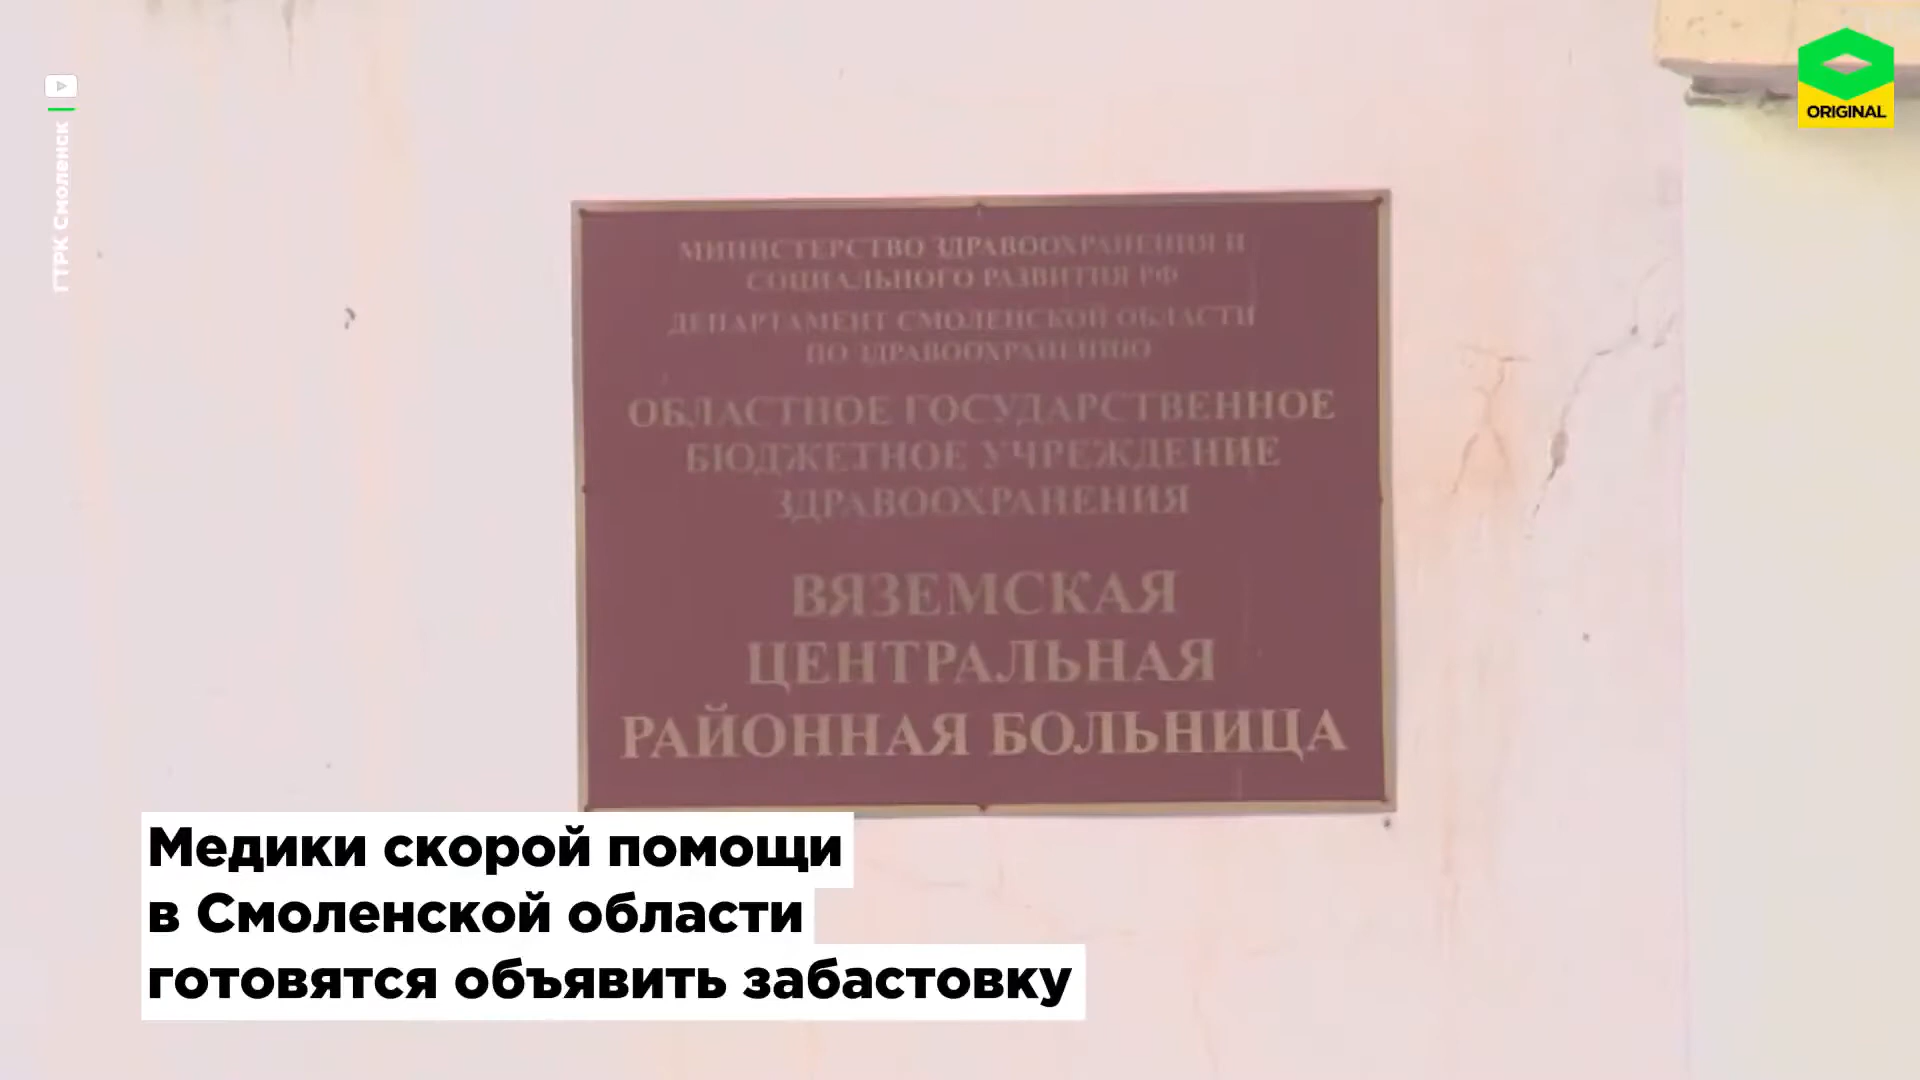 ГТРК Смоленск
ORIGINAL
МИНИСТЕРСТВО ЗДРАВООХРАНЕНИЯ И
СОЦИАЛЬНОГО РАЗВИТИЯ РФ
ДЕПАРТАМЕНТ СМОЛЕНСКОЙ ОБЛАСТИ
ПО ЗДРАВООХРАНЕНИЮ
ОБЛАСТНОЕ ГОСУДАРСТВЕННОЕ
БЮДЖЕТНОЕ УЧРЕЖДЕНИЕ
ЗДРАВООХРАНЕНИЯ
ВЯЗЕМСКАЯ
ЦЕНТРАЛЬНАЯ
РАЙОННАЯ БОЛЬНИЦА
Медики скорой помощи
в Смоленской области
готовятся объявить забастовку